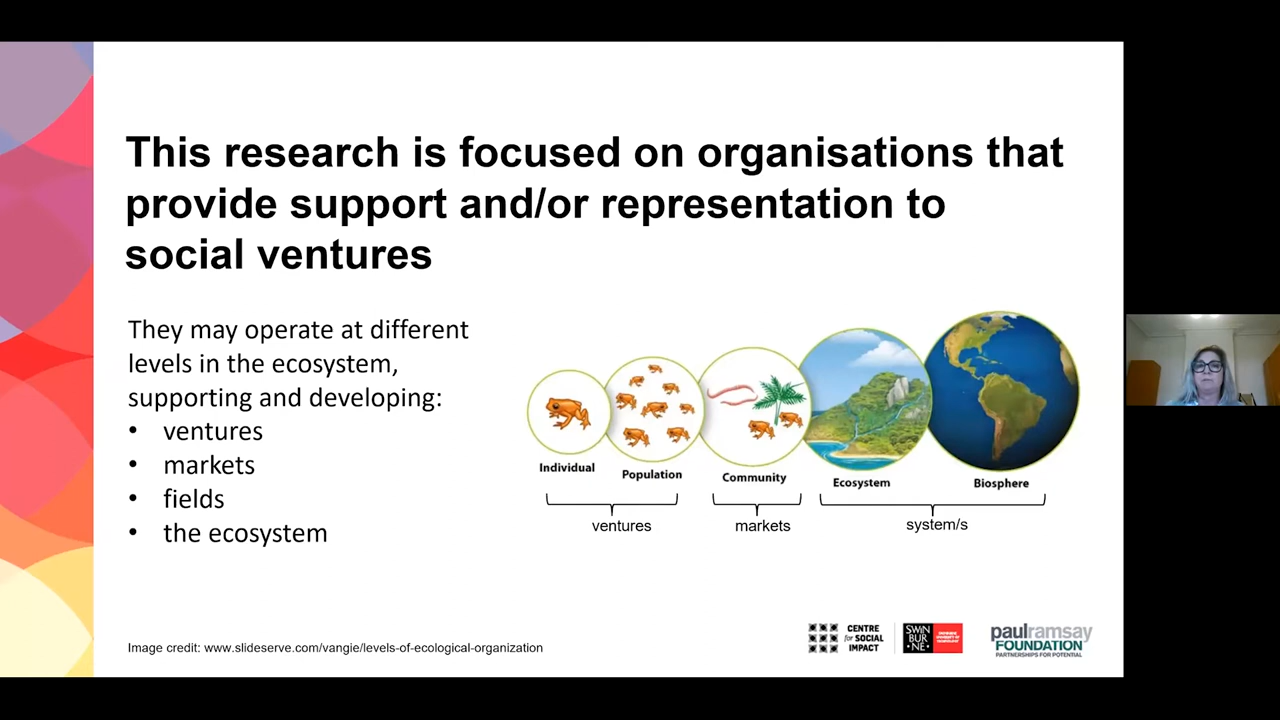 This research is focused on organisations that
provide support and/or representation to
social ventures
They may operate at different
levels in the ecosystem,
supporting and developing:
• ventures
• markets
• fields
• the ecosystem
Individual
Population
Community
Ecosystem
Biosphere
ventures
markets
system/s
Image credit: www.slideserve.com/vangie/levels-of-ecological-organization
CENTRE
for SOCIAL
IMPACT
SWIN
BUR
NE
paulramsay
FOUNDATION
PARTNERSHIPS FOR POTENTIAL